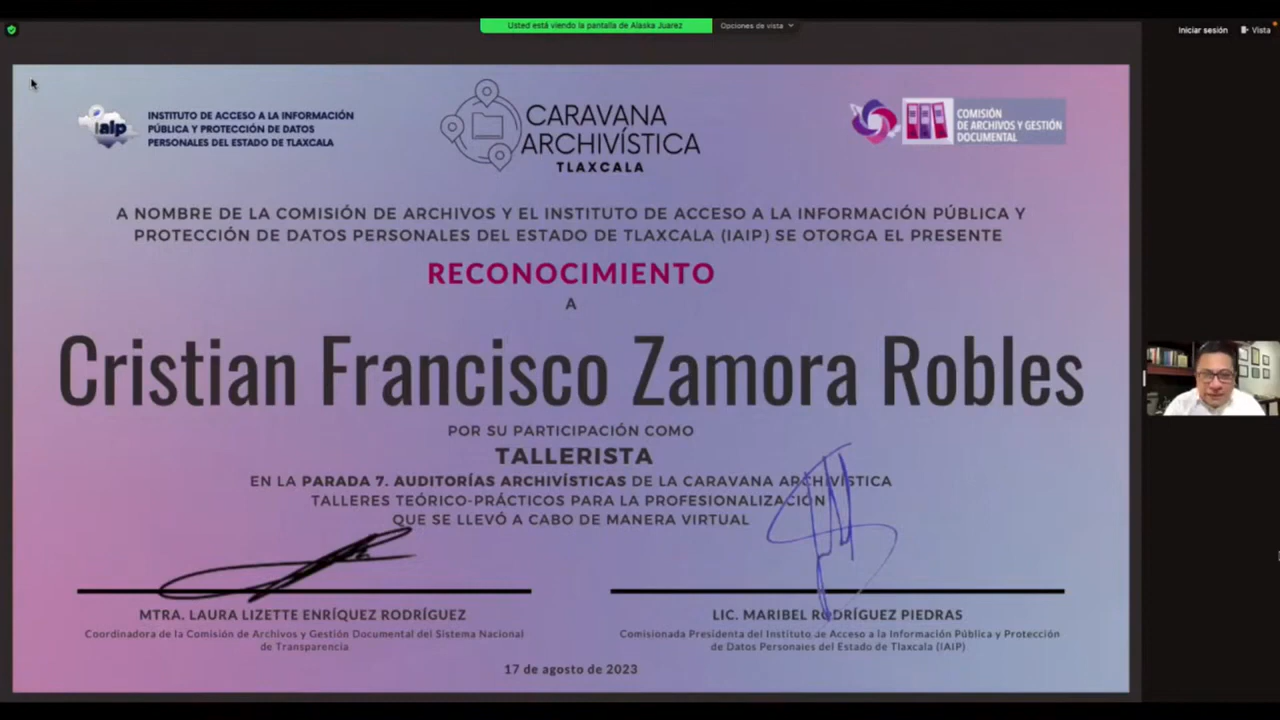 Usted está viendo la pantalla de Alaska Juarez
Opciones de vista
Iniciar sesión
Vista
iaip
INSTITUTO DE ACCESO A LA INFORMACIÓN
PÚBLICA Y PROTECCIÓN DE DATOS
PERSONALES DEL ESTADO DE TLAXCALA
CARAVANA
ARCHIVÍSTICA
TLAXCALA
COMISIÓN
DE ARCHIVOS Y GESTIÓN
DOCUMENTAL
A NOMBRE DE LA COMISIÓN DE ARCHIVOS Y EL INSTITUTO DE ACCESO A LA INFORMACIÓN PÚBLICA Y
PROTECCIÓN DE DATOS PERSONALES DEL ESTADO DE TLAXCALA (IAIP) SE OTORGA EL PRESENTE
RECONOCIMIENTO
A
Cristian Francisco Zamora Robles
POR SU PARTICIPACIÓN COMO
TALLERISTA
EN LA PARADA 7. AUDITORÍAS ARCHIVÍSTICAS DE LA CARAVANA ARCHIVÍSTICA
TALLERES TEÓRICO-PRÁCTICOS PARA LA PROFESIONALIZACIÓN
QUE SE LLEVÓ A CABO DE MANERA VIRTUAL
MTRA. LAURA LIZETTE ENRÍQUEZ RODRÍGUEZ
Coordinadora de la Comisión de Archivos y Gestión Documental del Sistema Nacional
de Transparencia
LIC. MARIBEL RODRÍGUEZ PIEDRAS
Comisionada Presidenta del Instituto de Acceso a la Información Pública y Protección
de Datos Personales del Estado de Tlaxcala (IAIP)
17 de agosto de 2023